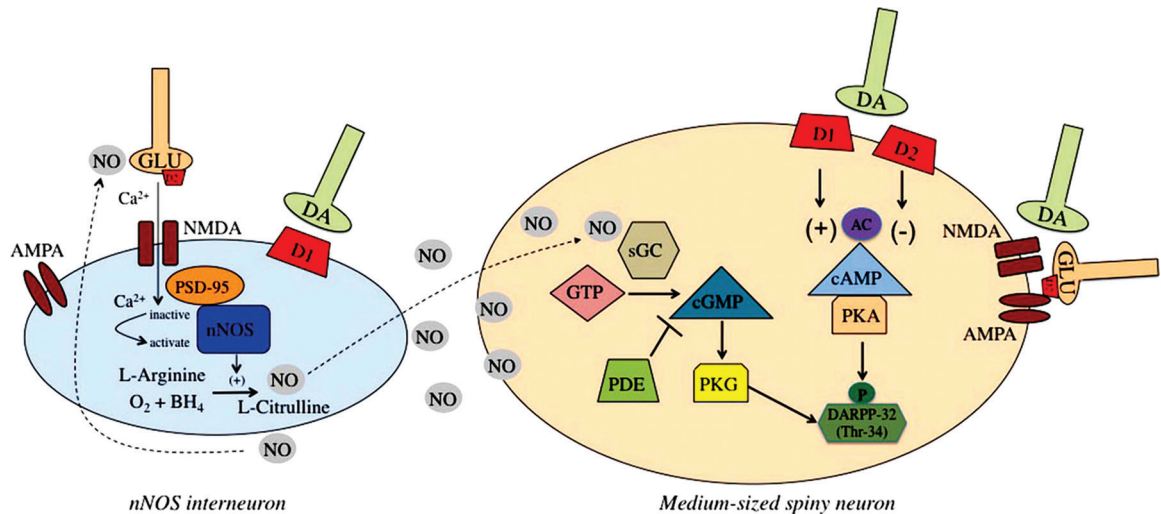 NO
GLU
D2
Ca²⁺
NMDA
AMPA
DA
D1
PSD-95
Ca²⁺
inactive
activate
nNOS
(+)
L-Arginine
O₂ + BH₄
NO
L-Citrulline
NO
nNOS interneuron
NO
NO
NO
NO
NO
NO
NO
sGC
GTP
cGMP
PDE
PKG
DA
D1
D2
(+)
AC
(-)
cAMP
PKA
P
DARPP-32
(Thr-34)
DA
NMDA
GLU
AMPA
Medium-sized spiny neuron